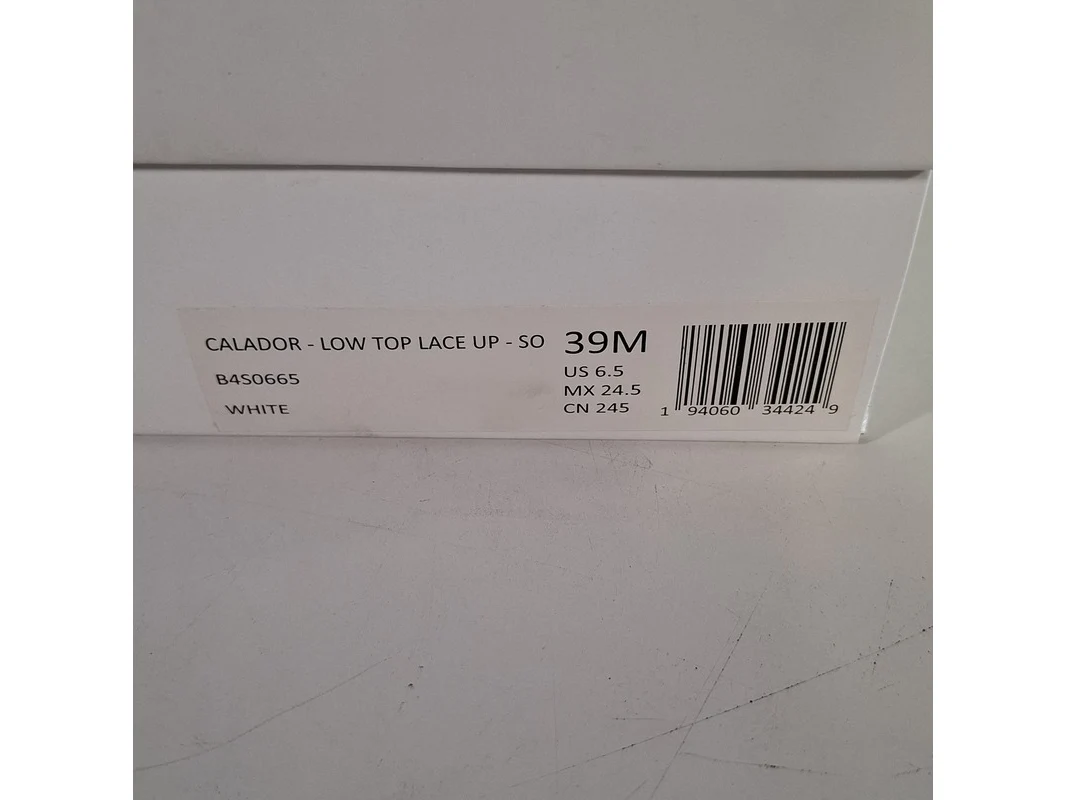 CALADOR - LOW TOP LACE UP - SO
B4S0665
WHITE
39M
US 6.5
MX 24.5
CN 245
1 94060 34424 9